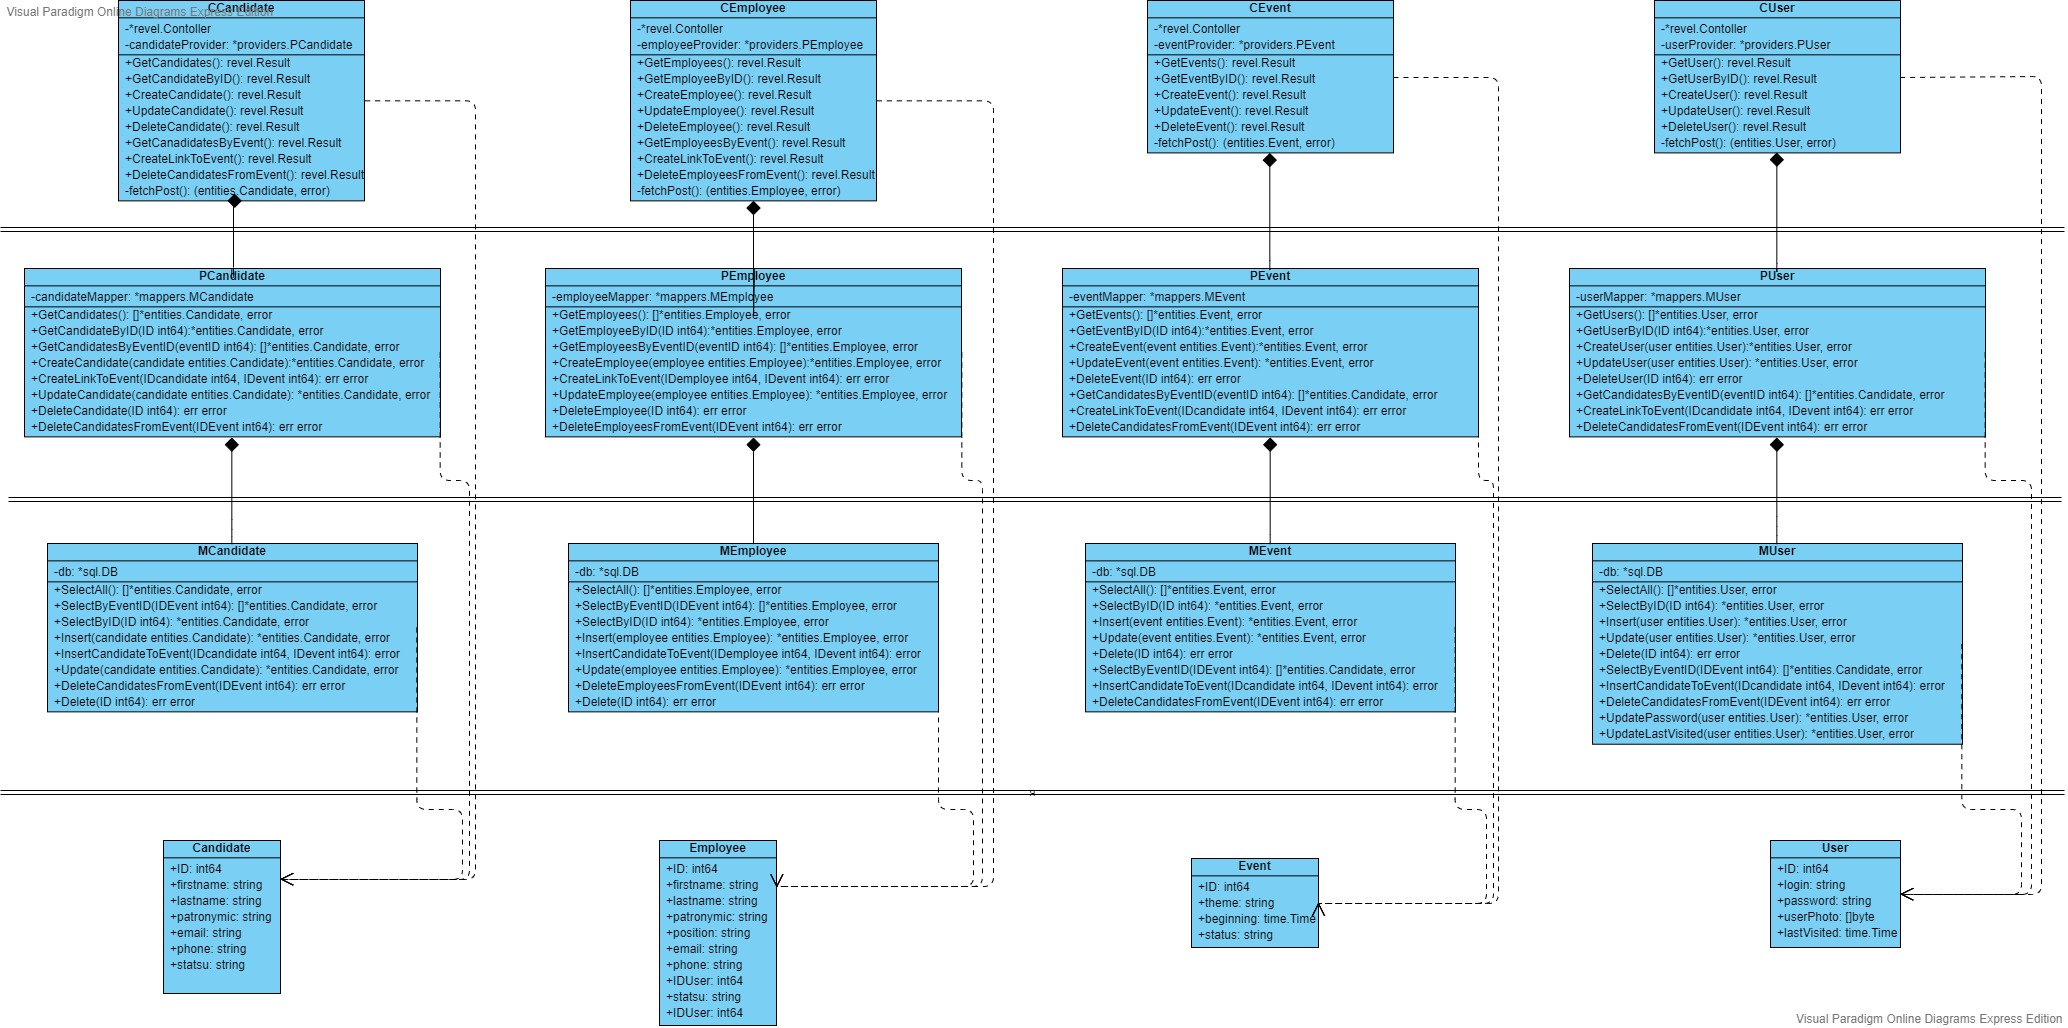 Visual Paradigm Online Diagrams Express Edition
CCandidate
-*revel.Contoller
-candidateProvider: *providers.PCandidate
+GetCandidates(): revel.Result
+GetCandidateByID(): revel.Result
+CreateCandidate(): revel.Result
+UpdateCandidate(): revel.Result
+DeleteCandidate(): revel.Result
+GetCanadidatesByEvent(): revel.Result
+CreateLinkToEvent(): revel.Result
+DeleteCandidatesFromEvent(): revel.Result
-fetchPost(): (entities.Candidate, error)
CEmployee
-*revel.Contoller
-employeeProvider: *providers.PEmployee
+GetEmployees(): revel.Result
+GetEmployeeByID(): revel.Result
+CreateEmployee(): revel.Result
+UpdateEmployee(): revel.Result
+DeleteEmployee(): revel.Result
+GetEmployeesByEvent(): revel.Result
+CreateLinkToEvent(): revel.Result
+DeleteEmployeesFromEvent(): revel.Result
-fetchPost(): (entities.Employee, error)
CEvent
-*revel.Contoller
-eventProvider: *providers.PEvent
+GetEvents(): revel.Result
+GetEventByID(): revel.Result
+CreateEvent(): revel.Result
+UpdateEvent(): revel.Result
+DeleteEvent(): revel.Result
-fetchPost(): (entities.Event, error)
CUser
-*revel.Contoller
-userProvider: *providers.PUser
+GetUser(): revel.Result
+GetUserByID(): revel.Result
+CreateUser(): revel.Result
+UpdateUser(): revel.Result
+DeleteUser(): revel.Result
-fetchPost(): (entities.User, error)
PCandidate
-candidateMapper: *mappers.MCandidate
+GetCandidates(): []*entities.Candidate, error
+GetCandidateByID(ID int64):*entities.Candidate, error
+GetCandidatesByEventID(eventID int64): []*entities.Candidate, error
+CreateCandidate(candidate entities.Candidate):*entities.Candidate, error
+CreateLinkToEvent(IDcandidate int64, IDevent int64): err error
+UpdateCandidate(candidate entities.Candidate): *entities.Candidate, error
+DeleteCandidate(ID int64): err error
+DeleteCandidatesFromEvent(IDEvent int64): err error
PEmployee
-employeeMapper: *mappers.MEmployee
+GetEmployees(): []*entities.Employee, error
+GetEmployeeByID(ID int64):*entities.Employee, error
+GetEmployeesByEventID(eventID int64): []*entities.Employee, error
+CreateEmployee(employee entities.Employee):*entities.Employee, error
+CreateLinkToEvent(IDemployee int64, IDevent int64): err error
+UpdateEmployee(employee entities.Employee): *entities.Employee, error
+DeleteEmployee(ID int64): err error
+DeleteEmployeesFromEvent(IDEvent int64): err error
PEvent
-eventMapper: *mappers.MEvent
+GetEvents(): []*entities.Event, error
+GetEventByID(ID int64):*entities.Event, error
+CreateEvent(event entities.Event):*entities.Event, error
+UpdateEvent(event entities.Event): *entities.Event, error
+DeleteEvent(ID int64): err error
+GetCandidatesByEventID(eventID int64): []*entities.Candidate, error
+CreateLinkToEvent(IDcandidate int64, IDevent int64): err error
+DeleteCandidatesFromEvent(IDEvent int64): err error
PUser
-userMapper: *mappers.MUser
+GetUsers(): []*entities.User, error
+GetUserByID(ID int64):*entities.User, error
+CreateUser(user entities.User):*entities.User, error
+UpdateUser(user entities.User): *entities.User, error
+DeleteUser(ID int64): err error
+GetCandidatesByEventID(eventID int64): []*entities.Candidate, error
+CreateLinkToEvent(IDcandidate int64, IDevent int64): err error
+DeleteCandidatesFromEvent(IDEvent int64): err error
MCandidate
-db: *sql.DB
+SelectAll(): []*entities.Candidate, error
+SelectByEventID(IDEvent int64): []*entities.Candidate, error
+SelectByID(ID int64): *entities.Candidate, error
+Insert(candidate entities.Candidate): *entities.Candidate, error
+InsertCandidateToEvent(IDcandidate int64, IDevent int64): error
+Update(candidate entities.Candidate): *entities.Candidate, error
+DeleteCandidatesFromEvent(IDEvent int64): err error
+Delete(ID int64): err error
MEmployee
-db: *sql.DB
+SelectAll(): []*entities.Employee, error
+SelectByEventID(IDEvent int64): []*entities.Employee, error
+SelectByID(ID int64): *entities.Employee, error
+Insert(employee entities.Employee): *entities.Employee, error
+InsertCandidateToEvent(IDemployee int64, IDevent int64): error
+Update(employee entities.Employee): *entities.Employee, error
+DeleteEmployeesFromEvent(IDEvent int64): err error
+Delete(ID int64): err error
MEvent
-db: *sql.DB
+SelectAll(): []*entities.Event, error
+SelectByID(ID int64): *entities.Event, error
+Insert(event entities.Event): *entities.Event, error
+Update(event entities.Event): *entities.Event, error
+Delete(ID int64): err error
+SelectByEventID(IDEvent int64): []*entities.Candidate, error
+InsertCandidateToEvent(IDcandidate int64, IDevent int64): error
+DeleteCandidatesFromEvent(IDEvent int64): err error
MUser
-db: *sql.DB
+SelectAll(): []*entities.User, error
+SelectByID(ID int64): *entities.User, error
+Insert(user entities.User): *entities.User, error
+Update(user entities.User): *entities.User, error
+Delete(ID int64): err error
+SelectByEventID(IDEvent int64): []*entities.Candidate, error
+InsertCandidateToEvent(IDcandidate int64, IDevent int64): error
+DeleteCandidatesFromEvent(IDEvent int64): err error
+UpdatePassword(user entities.User): *entities.User, error
+UpdateLastVisited(user entities.User): *entities.User, error
Candidate
+ID: int64
+firstname: string
+lastname: string
+patronymic: string
+email: string
+phone: string
+statsu: string
Employee
+ID: int64
+firstname: string
+lastname: string
+patronymic: string
+position: string
+email: string
+phone: string
+IDUser: int64
+statsu: string
+IDUser: int64
Event
+ID: int64
+theme: string
+beginning: time.Time
+status: string
User
+ID: int64
+login: string
+password: string
+userPhoto: []byte
+lastVisited: time.Time
Visual Paradigm Online Diagrams Express Edition